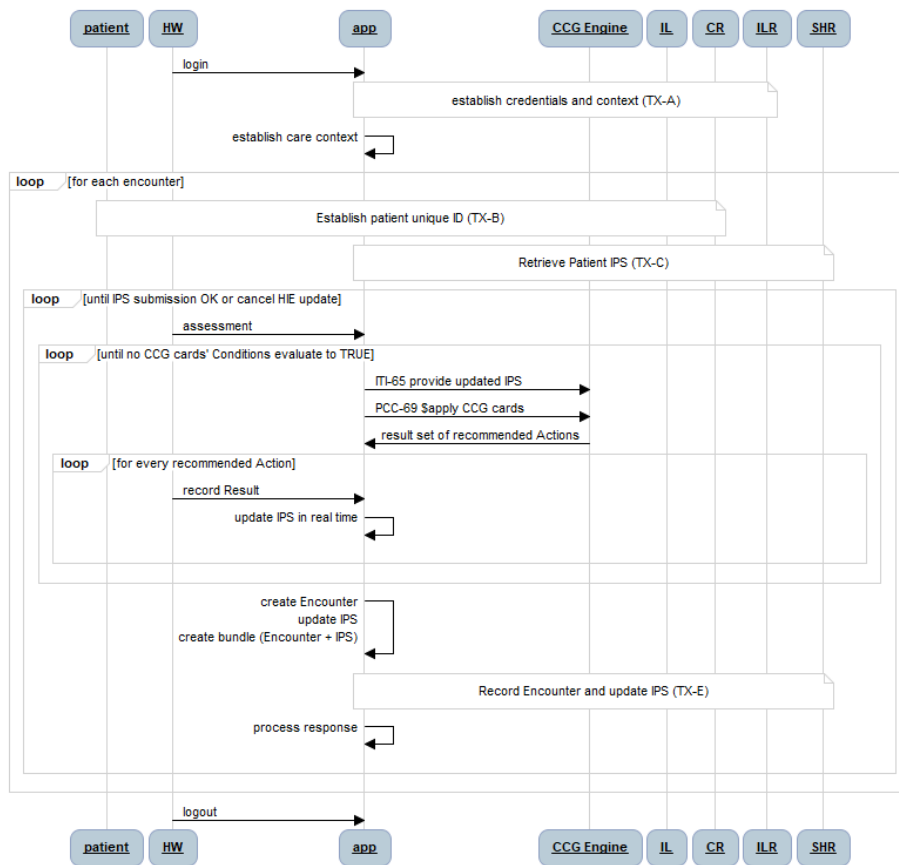 patient HW app CCG Engine IL CR ILR SHR
login
establish credentials and context (TX-A)
establish care context
loop [for each encounter]
Establish patient unique ID (TX-B)
Retrieve Patient IPS (TX-C)
loop [until IPS submission OK or cancel HIE update]
assessment
loop [until no CCG cards' Conditions evaluate to TRUE]
ITI-65 provide updated IPS
PCC-69 $apply CCG cards
result set of recommended Actions
loop [for every recommended Action]
record Result
update IPS in real time
create Encounter
update IPS
create bundle (Encounter + IPS)
Record Encounter and update IPS (TX-E)
process response
logout
patient HW app CCG Engine IL CR ILR SHR